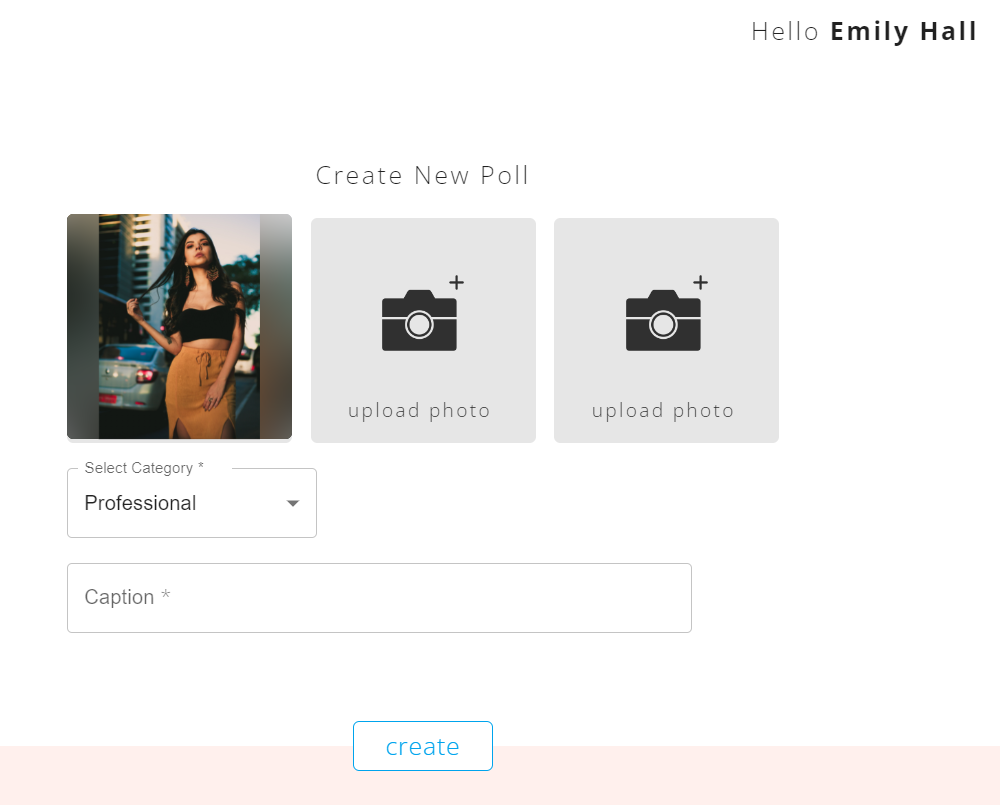 Hello Emily Hall
Create New Poll
upload photo
upload photo
Select Category *
Professional
Caption *
create